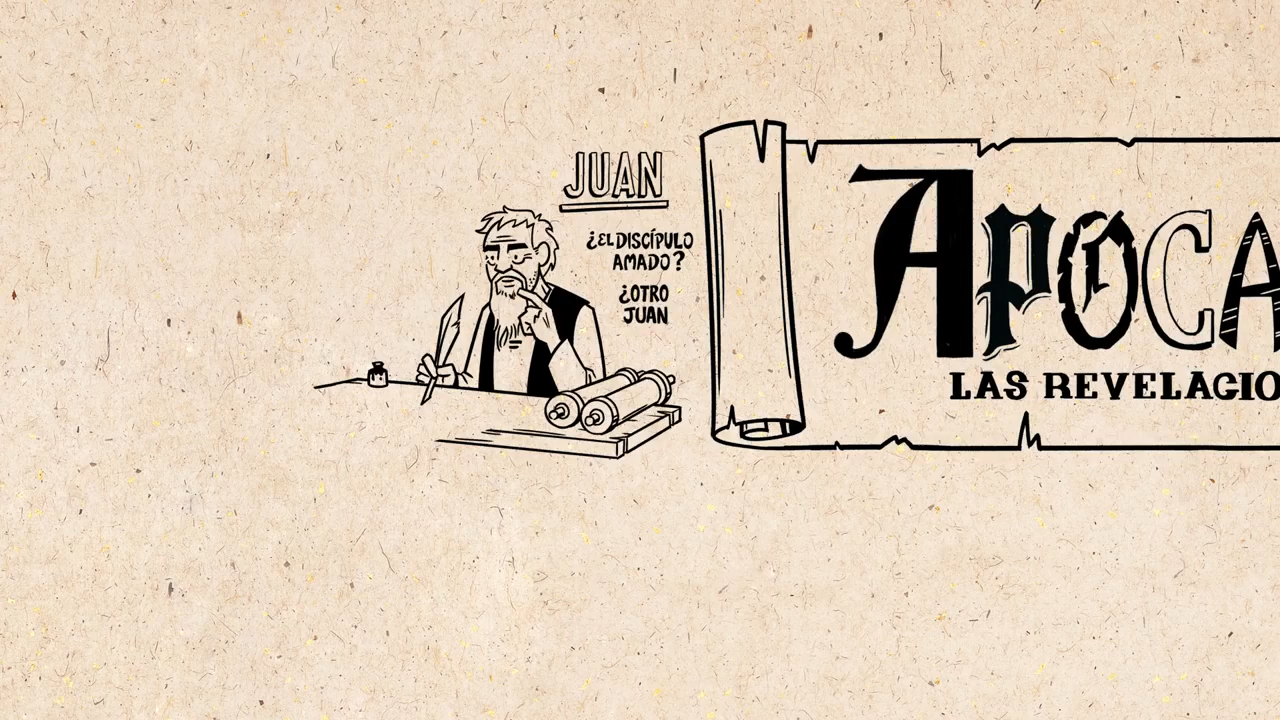 JUAN
¿EL DISCÍPULO
AMADO?
¿OTRO
JUAN
APOCA
LAS REVELACIO